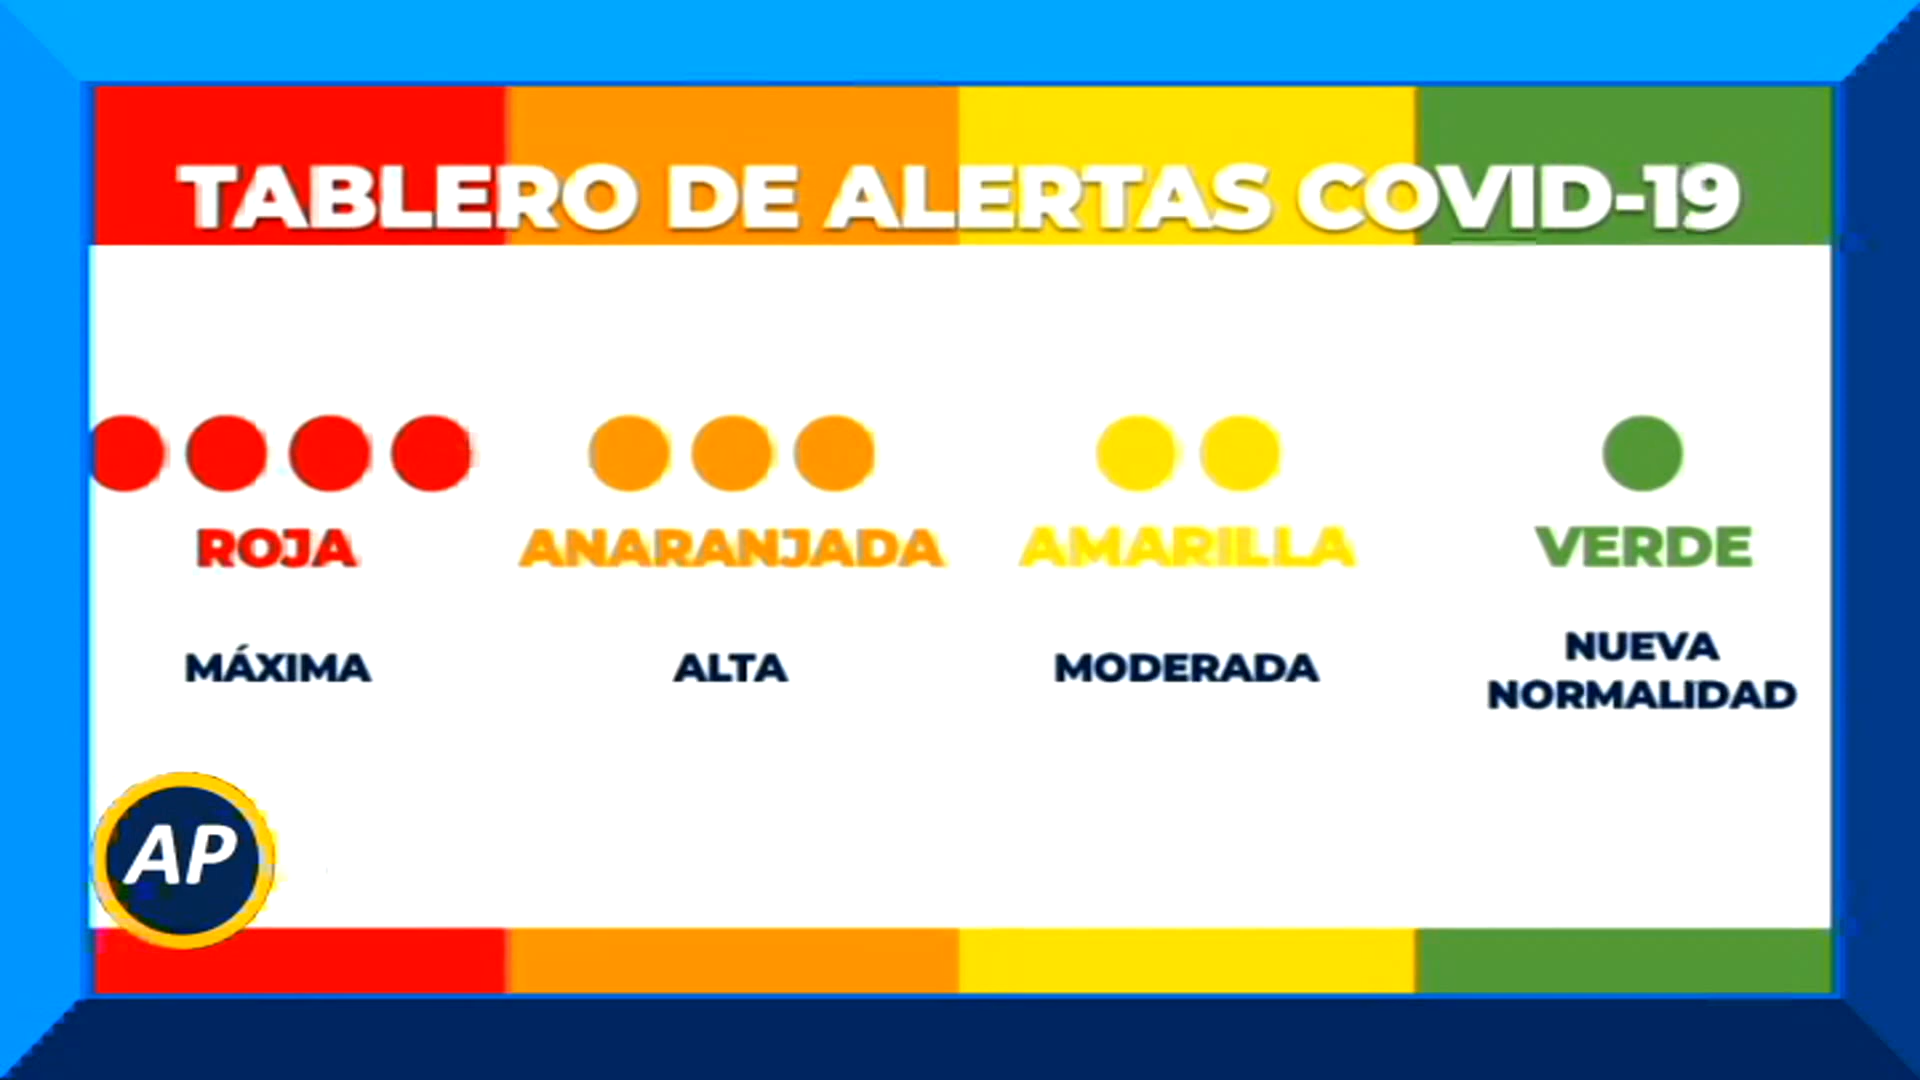 TABLERO DE ALERTAS COVID-19
ROJA
ANARANJADA
AMARILLA
VERDE
MÁXIMA
ALTA
MODERADA
NUEVA
NORMALIDAD
AP